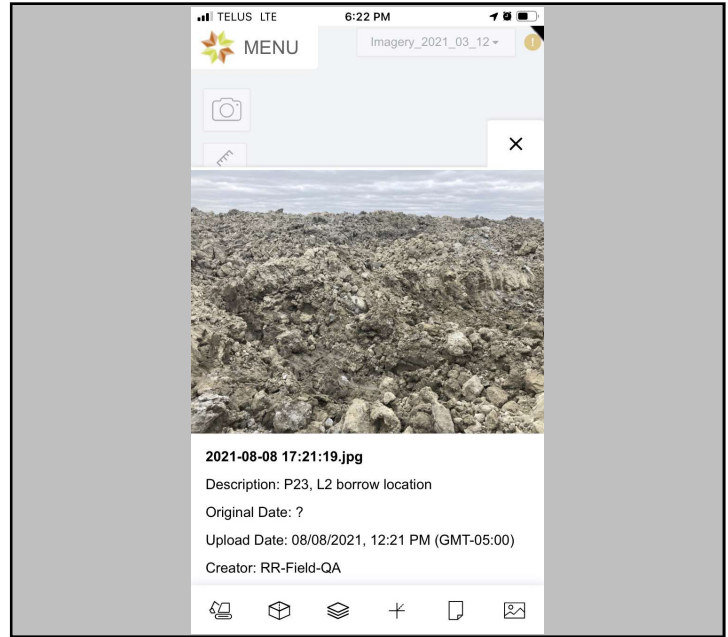 TELUS LTE 6:22 PM
MENU Imagery_2021_03_12
!
2021-08-08 17:21:19.jpg
Description: P23, L2 borrow location
Original Date: ?
Upload Date: 08/08/2021, 12:21 PM (GMT-05:00)
Creator: RR-Field-QA